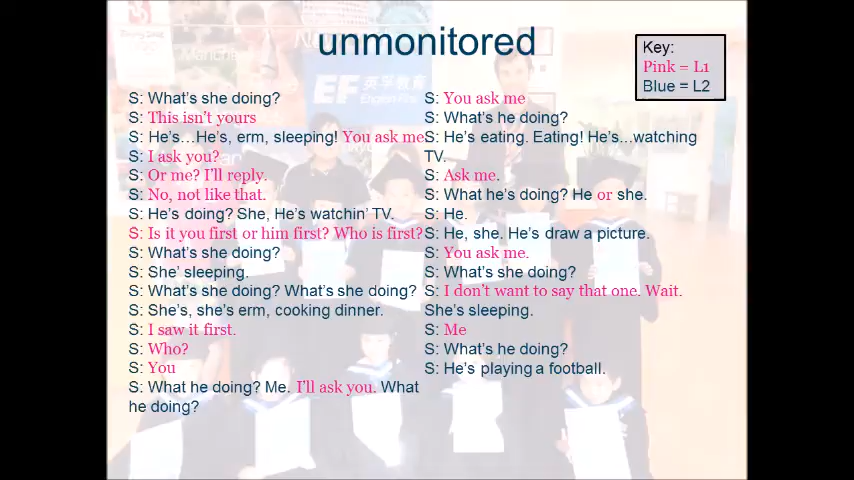 unmonitored
Key:
Pink = L1
Blue = L2
S: What's she doing?
S: This isn't yours
S: He's…He's, erm, sleeping! You ask me
S: I ask you?
S: Or me? I'll reply.
S: No, not like that.
S: He's doing? She, He's watchin' TV.
S: Is it you first or him first? Who is first?
S: What's she doing?
S: She' sleeping.
S: What's she doing? What's she doing?
S: She's, she's erm, cooking dinner.
S: I saw it first.
S: Who?
S: You
S: What he doing? Me. I'll ask you. What
he doing?
S: You ask me
S: What's he doing?
S: He's eating. Eating! He's...watching
TV.
S: Ask me.
S: What he's doing? He or she.
S: He.
S: He, she. He's draw a picture.
S: You ask me.
S: What's she doing?
S: I don't want to say that one. Wait.
She's sleeping.
S: Me
S: What's he doing?
S: He's playing a football.
EF 英孚教育